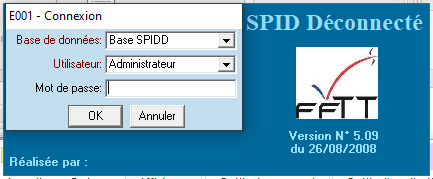 E001 - Connexion
SPID Déconnecté
Base de données: Base SPIDD
Utilisateur: Administrateur
Mot de passe:
OK Annuler
FFTT
Version N° 5.09
du 26/08/2008
Réalisée par :